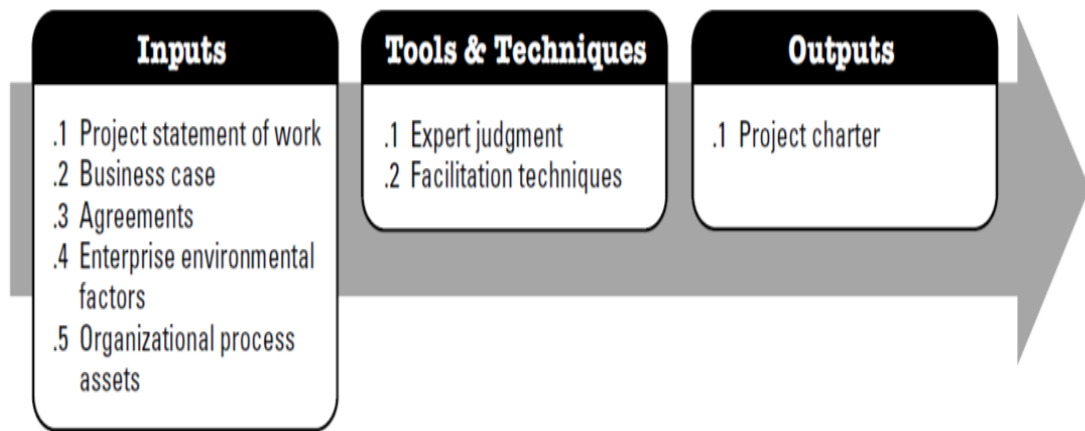 Inputs
.1 Project statement of work
.2 Business case
.3 Agreements
.4 Enterprise environmental
factors
.5 Organizational process
assets
Tools & Techniques
.1 Expert judgment
.2 Facilitation techniques
Outputs
.1 Project charter